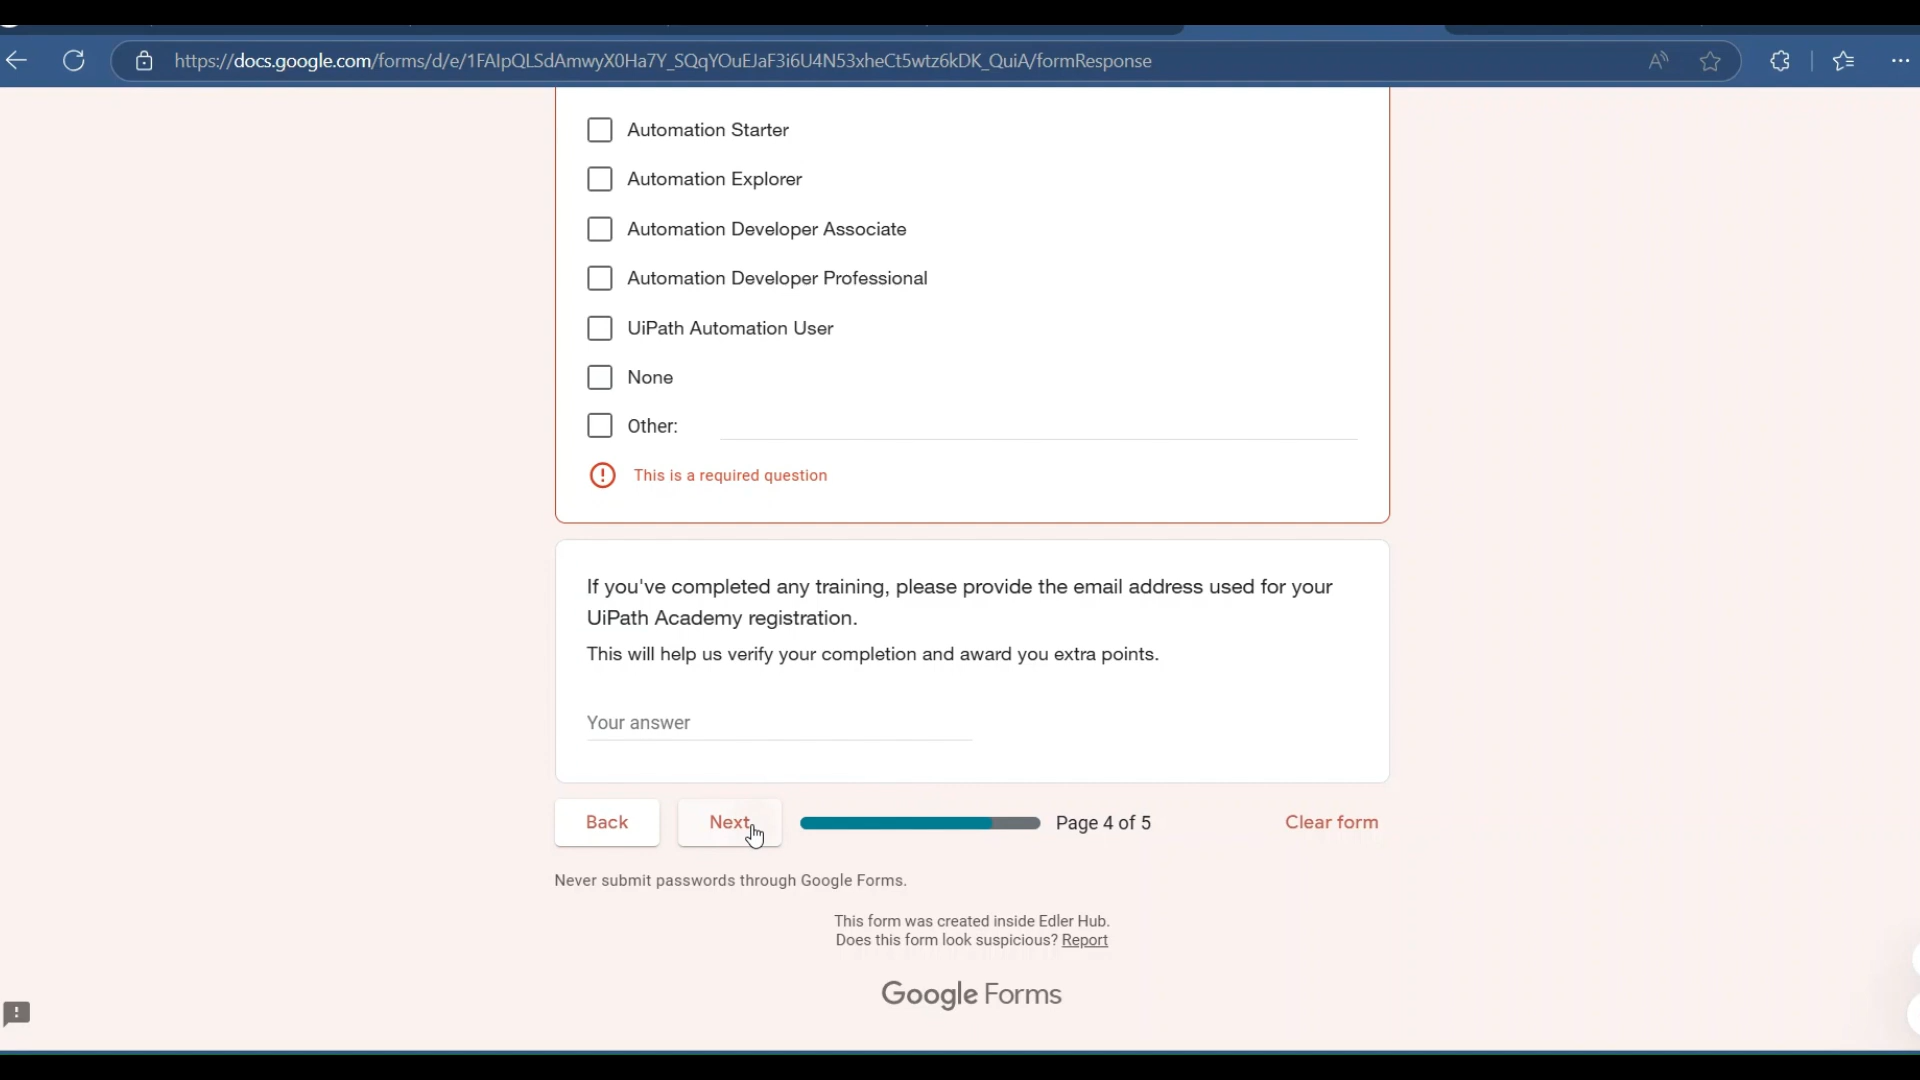 https://docs.google.com/forms/d/e/1FAIpQLSdAmwyX0Ha7Y_SQqYOuEJaF3i6U4N53xheCt5wtz6kDK_QuiA/formResponse
Automation Starter
Automation Explorer
Automation Developer Associate
Automation Developer Professional
UiPath Automation User
None
Other:
This is a required question
If you've completed any training, please provide the email address used for your
UiPath Academy registration.
This will help us verify your completion and award you extra points.
Your answer
Back
Next
Page 4 of 5
Clear form
Never submit passwords through Google Forms.
This form was created inside Edler Hub.
Does this form look suspicious? Report
Google Forms